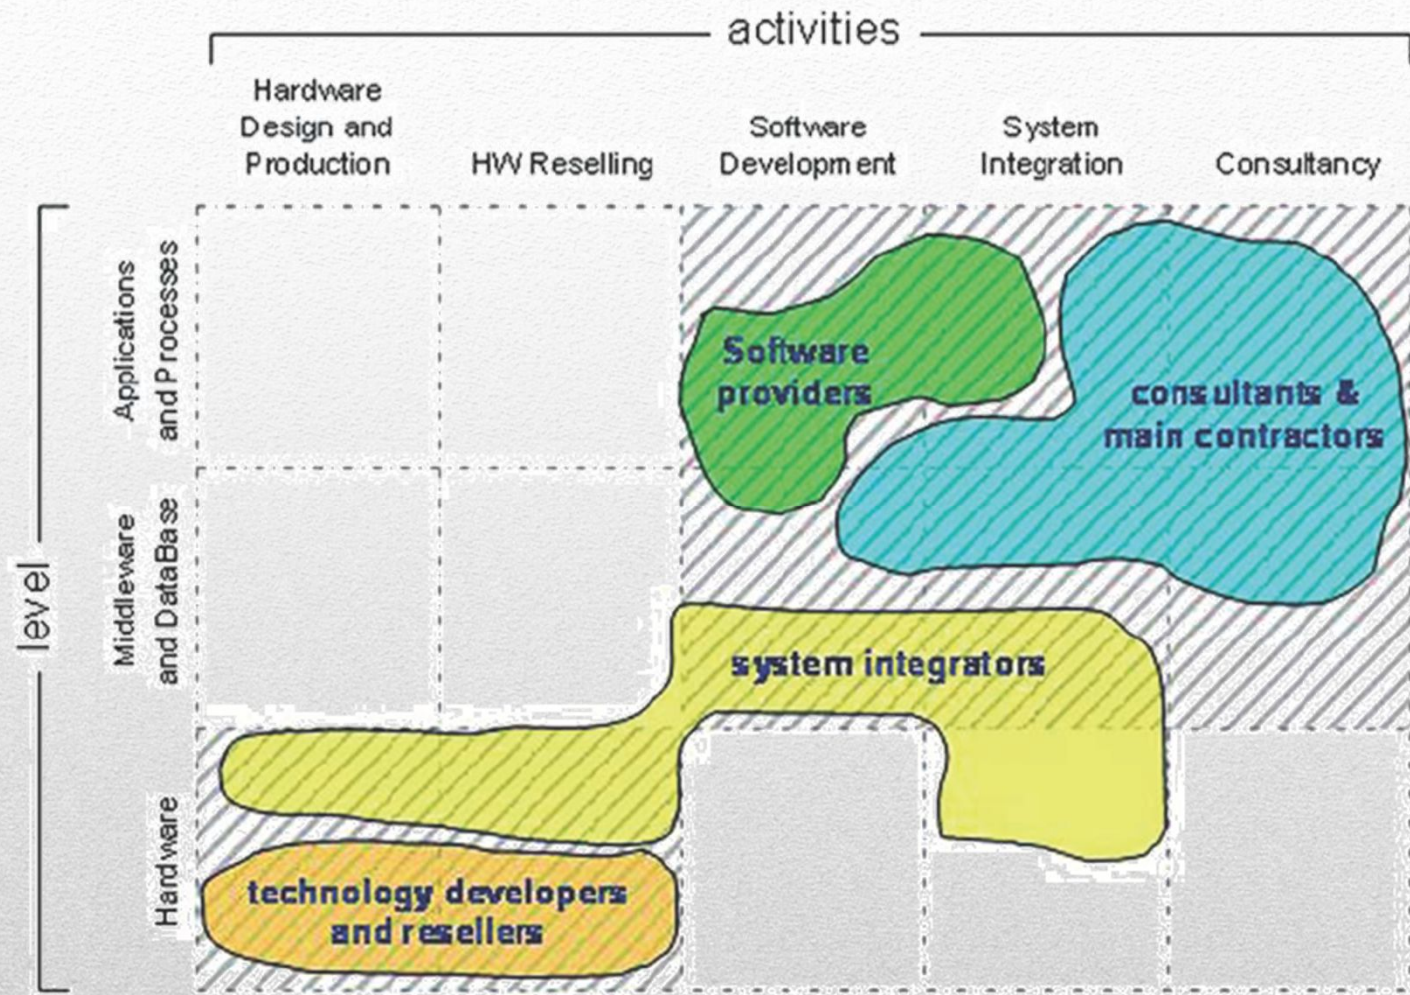 activities
Hardware
Design and
Production
HW Reselling
Software
Development
System
Integration
Consultancy
level
Applications
and Processes
Middleware
and DataBase
Hardware
Software
providers
consultants &
main contractors
system integrators
technology developers
and resellers